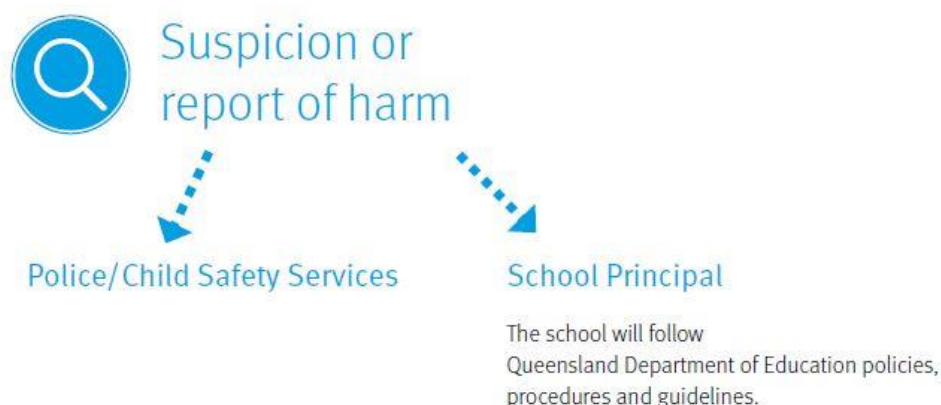 Suspicion or
report of harm
Police/Child Safety Services
School Principal
The school will follow
Queensland Department of Education policies,
procedures and guidelines.